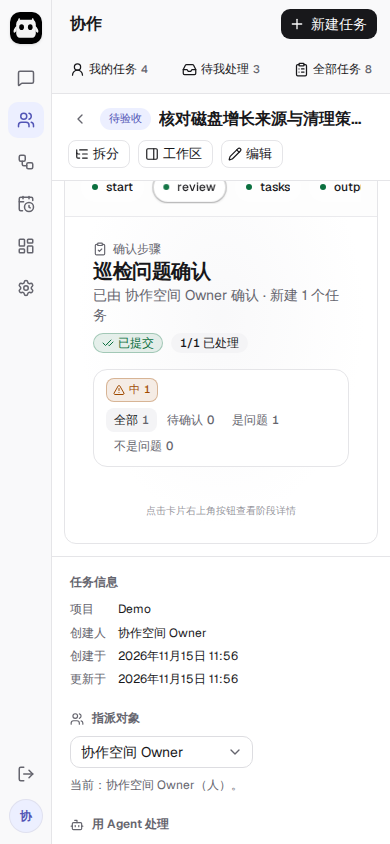 协作
新建任务
我的任务 4
待我处理 3
全部任务 8
待验收
核对磁盘增长来源与清理策...
拆分
工作区
编辑
start
review
tasks
outp
确认步骤
巡检问题确认
已由 协作空间 Owner 确认 · 新建 1 个任
务
已提交
1/1 已处理
中 1
全部 1
待确认 0
是问题 1
不是问题 0
点击卡片右上角按钮查看阶段详情
任务信息
项目 Demo
创建人 协作空间 Owner
创建于 2026年11月15日 11:56
更新于 2026年11月15日 11:56
指派对象
协作空间 Owner
当前：协作空间 Owner（人）。
用 Agent 处理
协